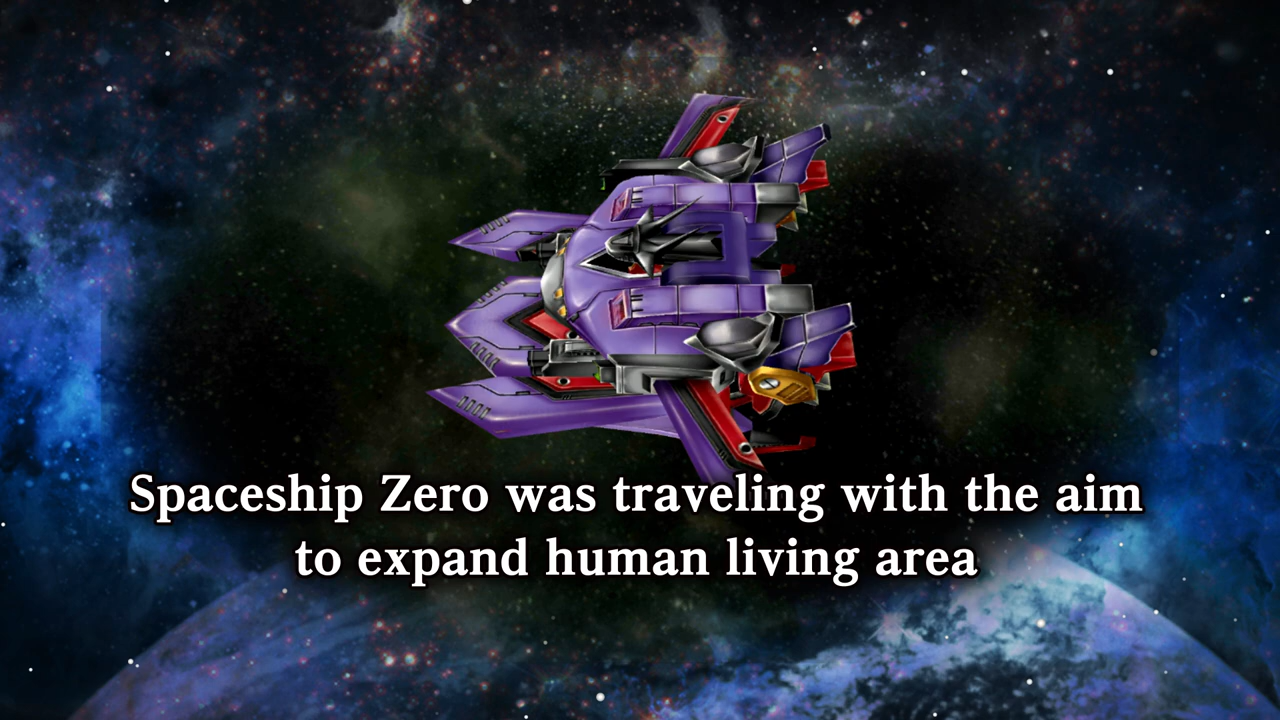 Spaceship Zero was traveling with the aim
to expand human living area